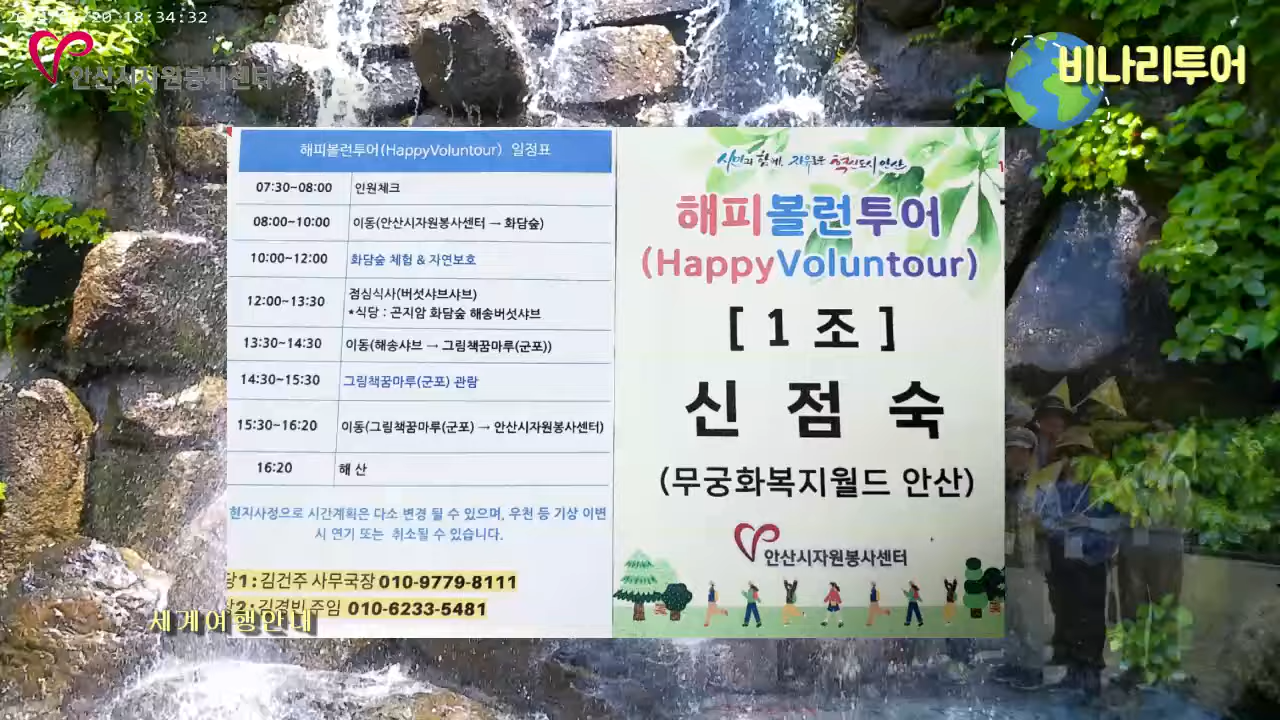 18:34:32
안산시자원봉사센터
비나리투어
해피볼런투어(HappyVoluntour) 일정표
07:30~08:00 인원체크
08:00~10:00 이동(안산시자원봉사센터 → 화담숲)
10:00~12:00 화담숲 체험 & 자연보호
12:00~13:30 점심식사(버섯샤브샤브)
*식당 : 곤지암 화담숲 해송버섯샤브
13:30~14:30 이동(해송샤브 → 그림책꿈마루(군포))
14:30~15:30 그림책꿈마루(군포) 관람
15:30~16:20 이동(그림책꿈마루(군포) → 안산시자원봉사센터)
16:20 해 산
현지사정으로 시간계획은 다소 변경 될 수 있으며, 우천 등 기상 이변
시 연기 또는 취소될 수 있습니다.
당1 : 김건주 사무국장 010-9779-8111
당2 : 김경빈 주임 010-6233-5481
세계여행안내
시민과 함께, 자유로운 혁신도시 안산
해피볼런투어
(HappyVoluntour)
[ 1 조 ]
신 점 숙
(무궁화복지월드 안산)
안산시자원봉사센터